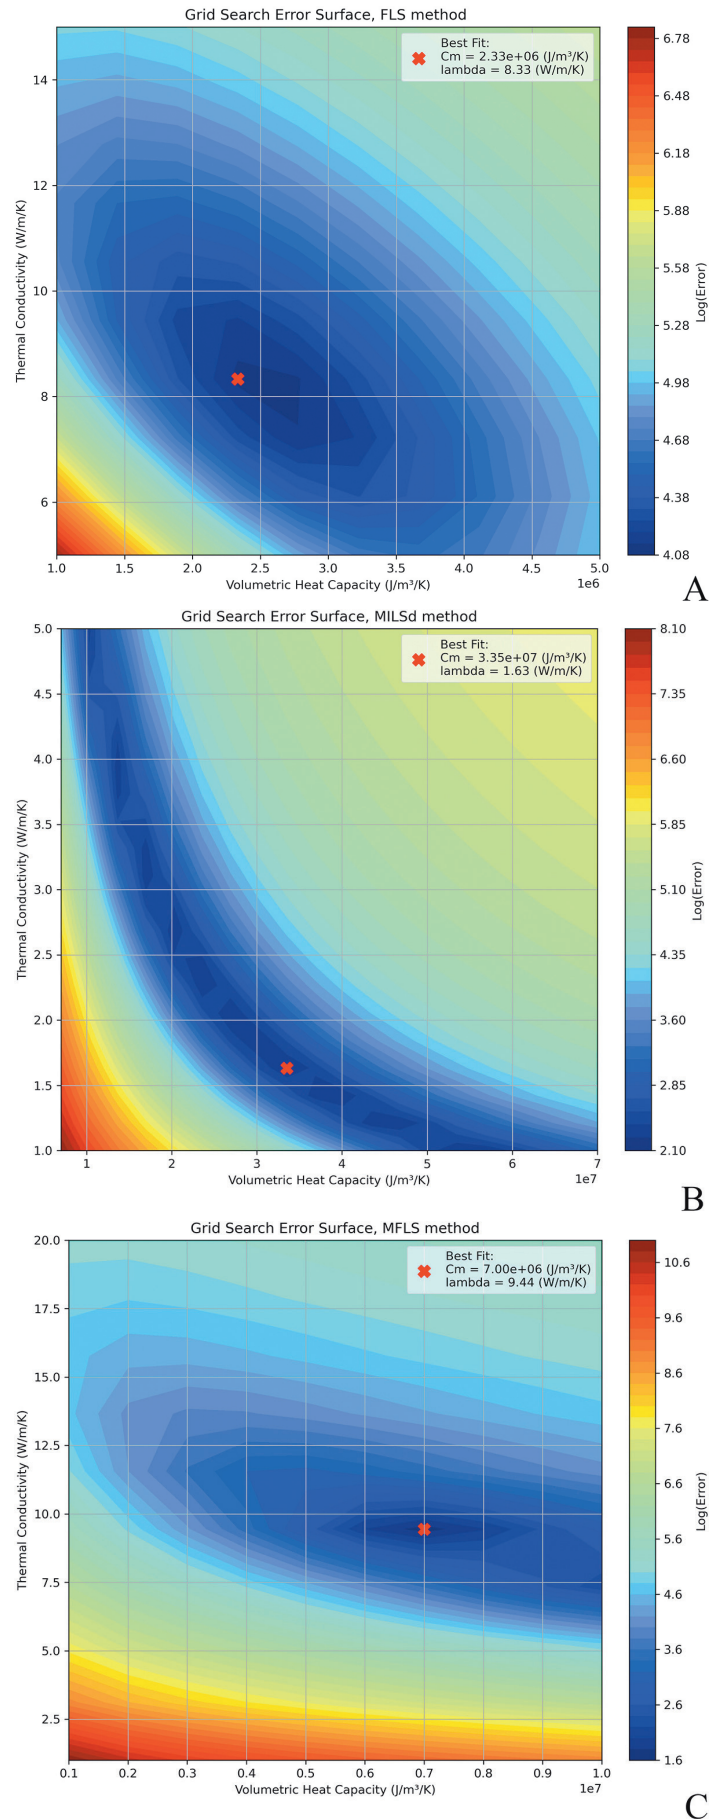 Grid Search Error Surface, FLS method
Best Fit:
Cm = 2.33e+06 (J/m³/K)
lambda = 8.33 (W/m/K)
14
12
10
8
6
Thermal Conductivity (W/m/K)
1.0 1.5 2.0 2.5 3.0 3.5 4.0 4.5 5.0
1e6
Volumetric Heat Capacity (J/m³/K)
6.78
6.48
6.18
5.88
5.58
5.28
4.98
4.68
4.38
4.08
Log(Error)
A
Grid Search Error Surface, MILSd method
Best Fit:
Cm = 3.35e+07 (J/m³/K)
lambda = 1.63 (W/m/K)
5.0
4.5
4.0
3.5
3.0
2.5
2.0
1.5
1.0
Thermal Conductivity (W/m/K)
1 2 3 4 5 6 7
1e7
Volumetric Heat Capacity (J/m³/K)
8.10
7.35
6.60
5.85
5.10
4.35
3.60
2.85
2.10
Log(Error)
B
Grid Search Error Surface, MFLS method
Best Fit:
Cm = 7.00e+06 (J/m³/K)
lambda = 9.44 (W/m/K)
20.0
17.5
15.0
12.5
10.0
7.5
5.0
2.5
Thermal Conductivity (W/m/K)
0.1 0.2 0.3 0.4 0.5 0.6 0.7 0.8 0.9 1.0
1e7
Volumetric Heat Capacity (J/m³/K)
10.6
9.6
8.6
7.6
6.6
5.6
4.6
3.6
2.6
1.6
Log(Error)
C